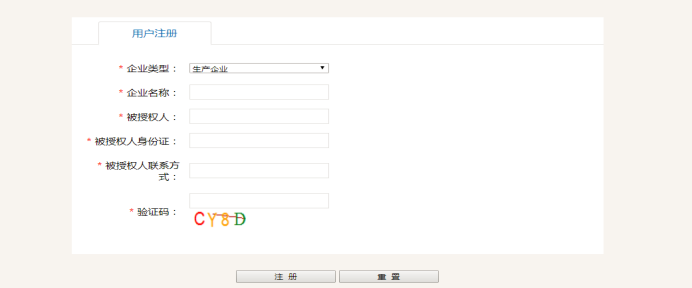 用户注册
* 企业类型：
生产企业
* 企业名称：
* 被授权人：
* 被授权人身份证：
* 被授权人联系方
式：
* 验证码：
CY8D
注 册
重 置